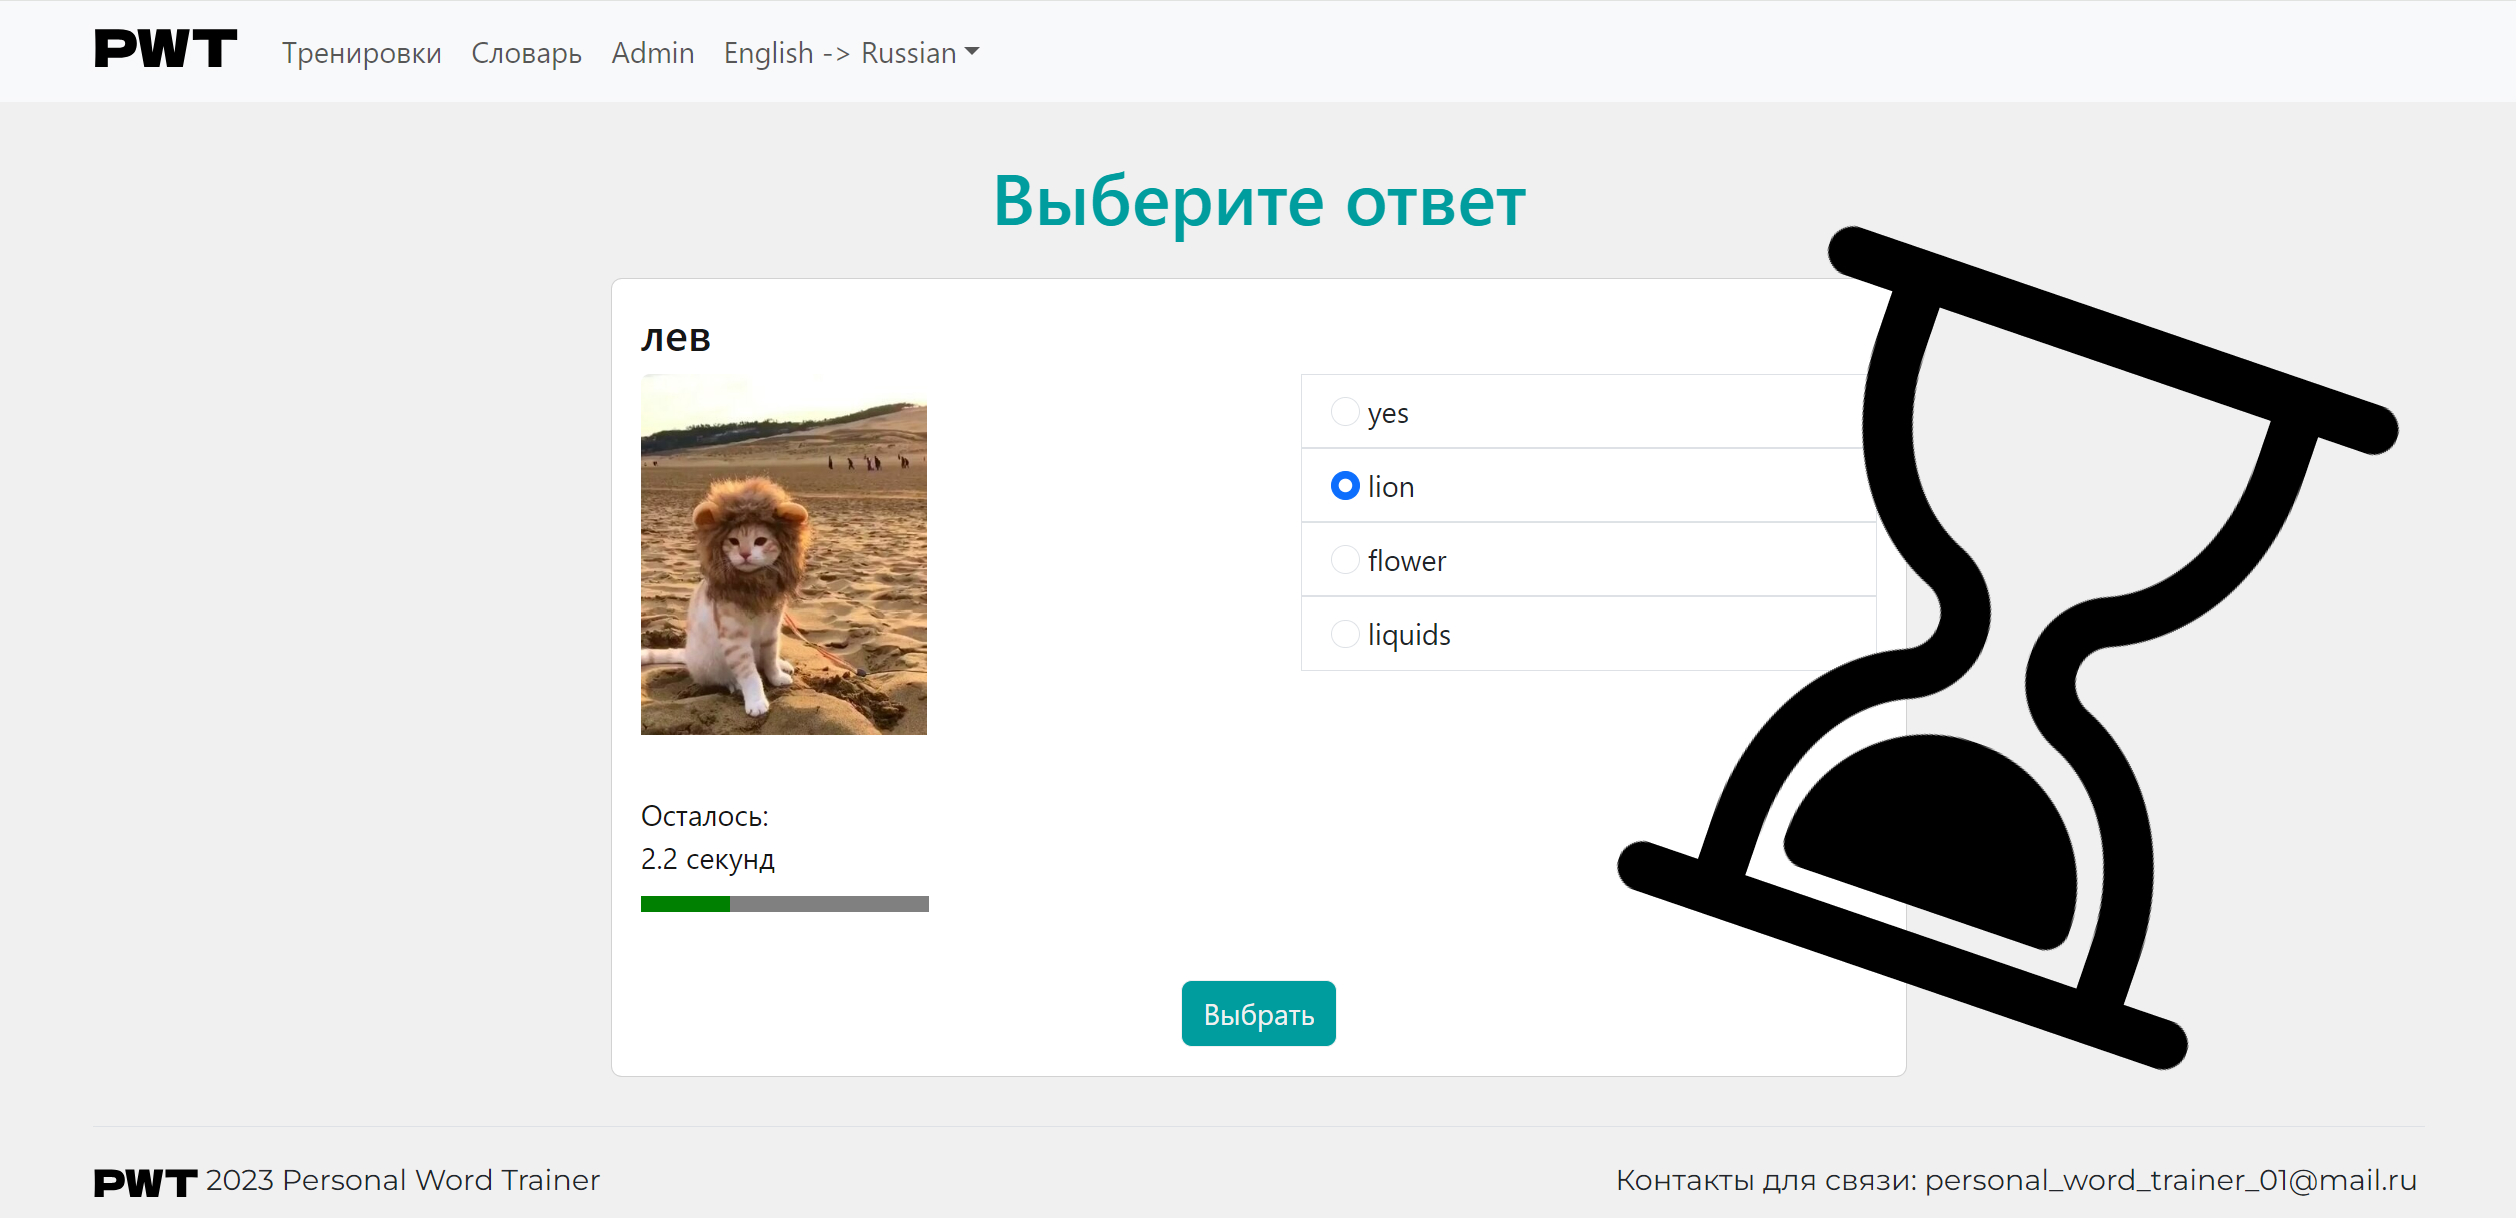 PWT Тренировки Словарь Admin English -> Russian
Выберите ответ
лев
yes
lion
flower
liquids
Осталось:
2.2 секунд
Выбрать
PWT 2023 Personal Word Trainer
Контакты для связи: personal_word_trainer_01@mail.ru